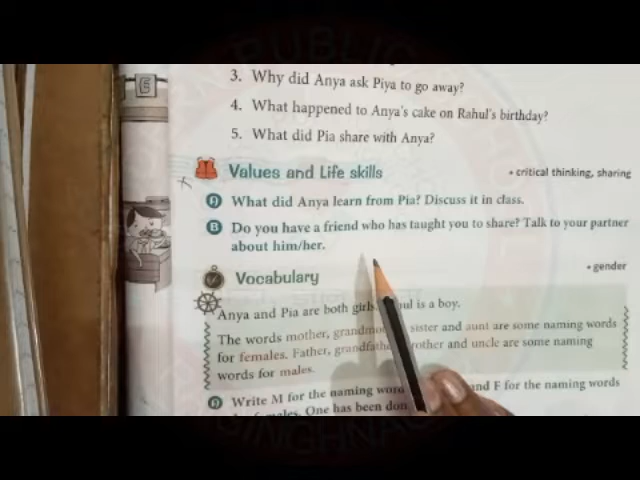 3. Why did Anya ask Piya to go away?
4. What happened to Anya's cake on Rahul's birthday?
5. What did Pia share with Anya?
Values and Life skills
• critical thinking, sharing
A What did Anya learn from Pia? Discuss it in class.
B Do you have a friend who has taught you to share? Talk to your partner
about him/her.
Vocabulary
• gender
Anya and Pia are both girls. is a boy.
The words mother, sister and aunt are some naming words
for females. Father, and uncle are some naming
words for males.
A Write M for the naming and F for the naming words
One has been